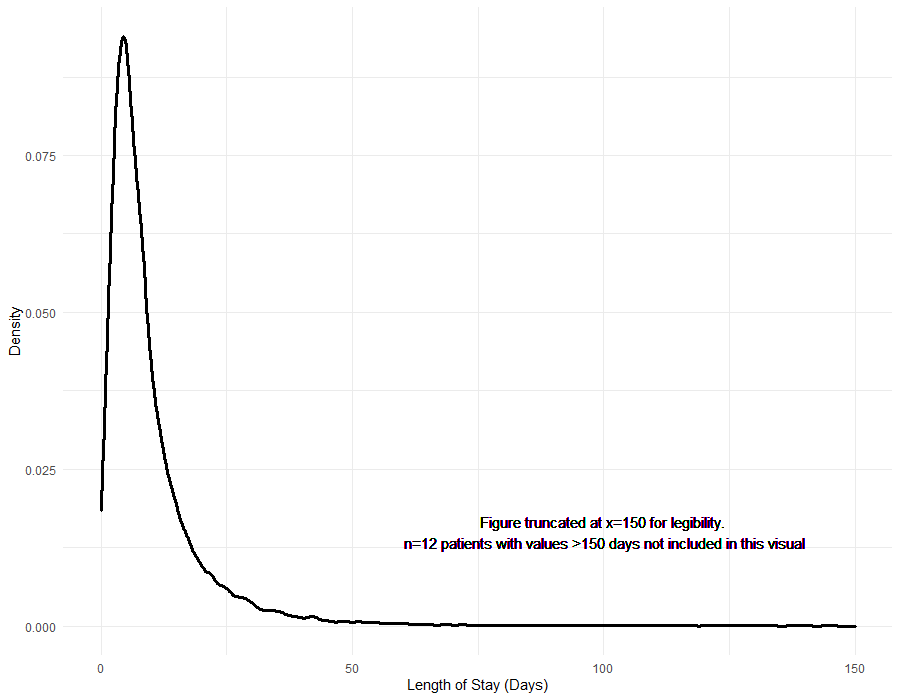 0.075
0.050
0.025
0.000
Density
Figure truncated at x=150 for legibility.
n=12 patients with values >150 days not included in this visual
0
50
100
150
Length of Stay (Days)